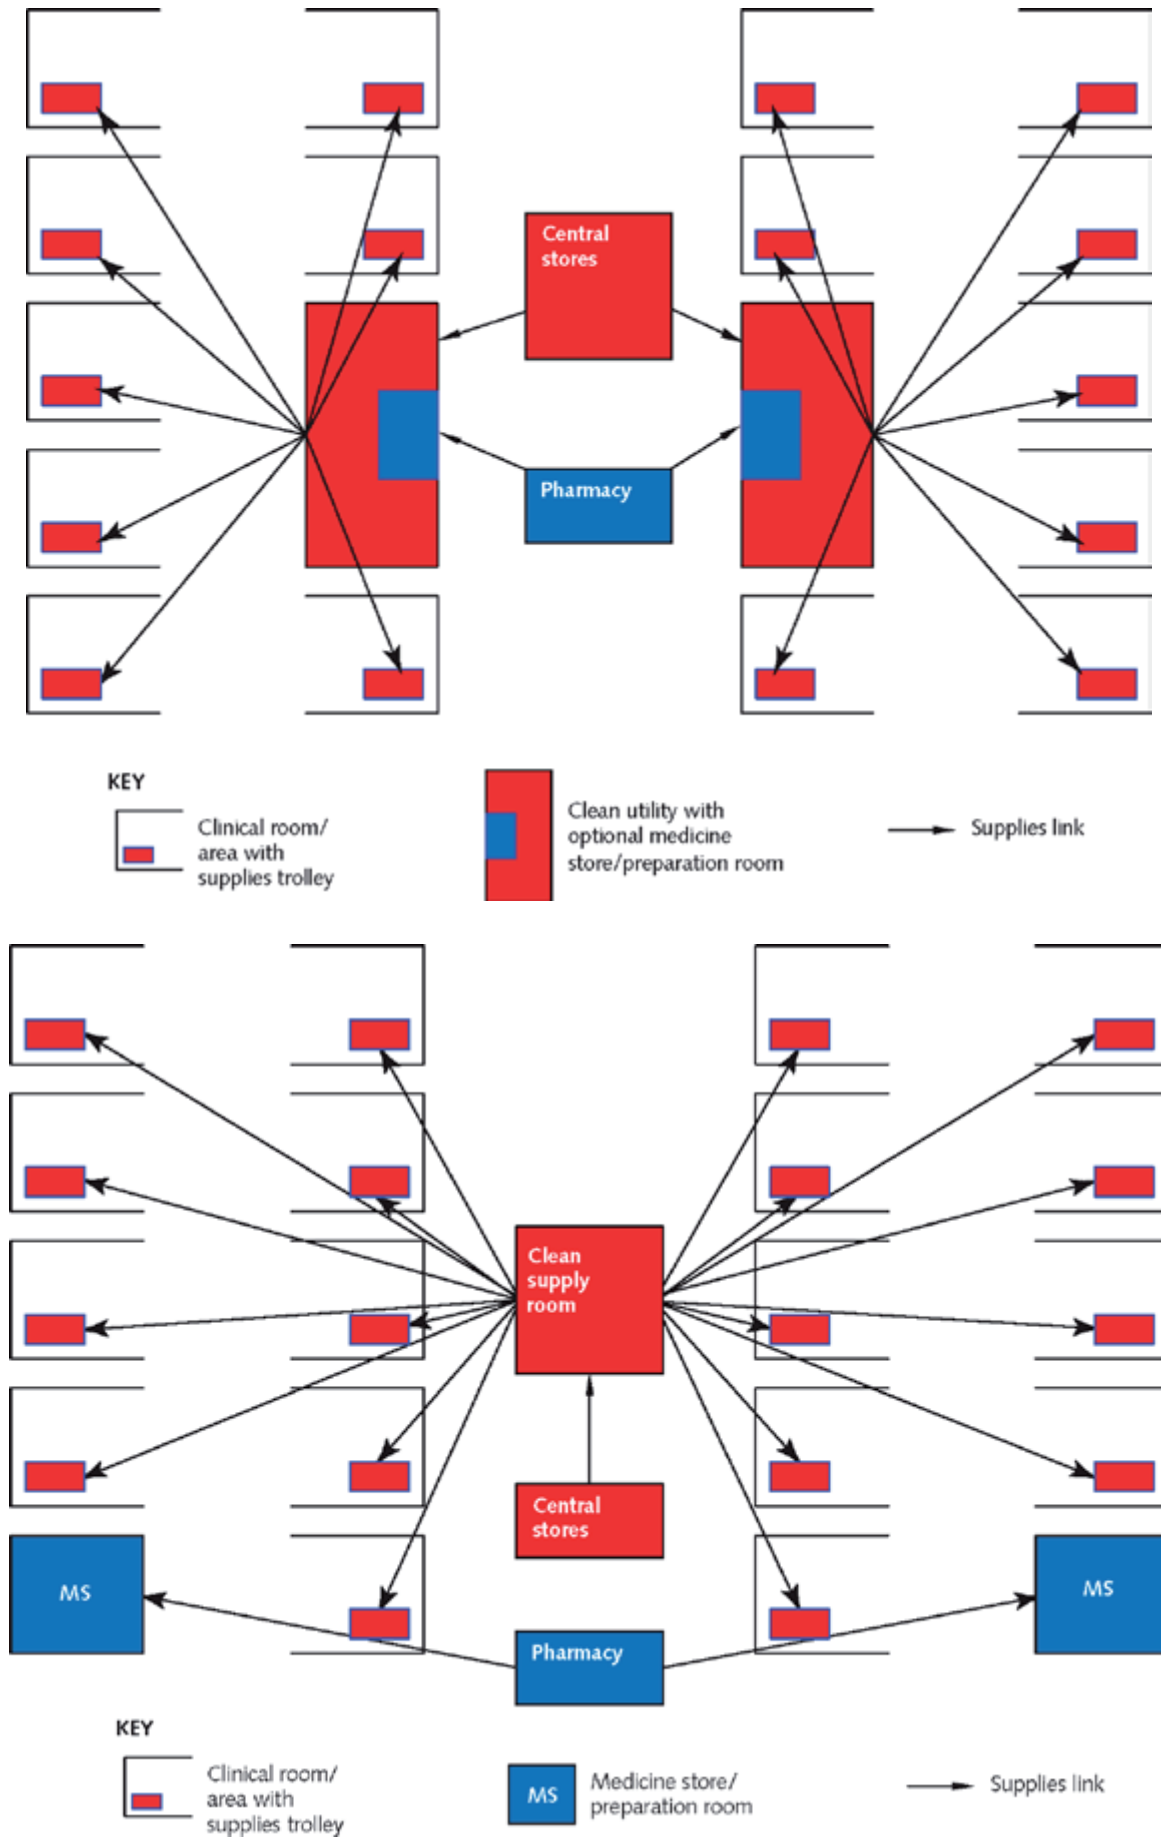 Central
stores
Pharmacy
KEY
Clinical room/
area with
supplies trolley
Clean utility with
optional medicine
store/preparation room
Supplies link
Clean
supply
room
Central
stores
MS
MS
Pharmacy
KEY
Clinical room/
area with
supplies trolley
MS
Medicine store/
preparation room
Supplies link